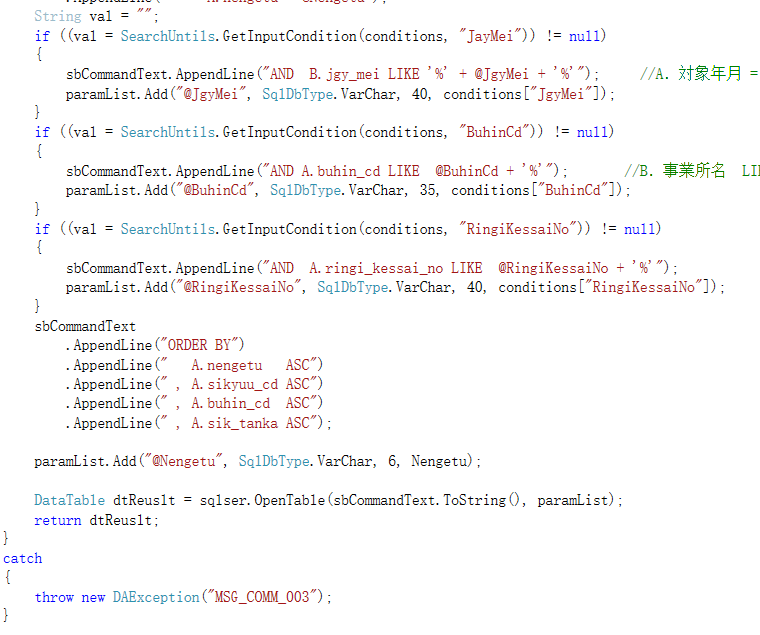 String val = "";
if ((val = SearchUntils.GetInputCondition(conditions, "JayMei")) != null)
{
sbCommandText.AppendLine("AND B.jgy_mei LIKE '%' + @JgyMei + '%'"); //A. 対象年月 =
paramList.Add("@JgyMei", SqlDbType.VarChar, 40, conditions["JgyMei"]);
}
if ((val = SearchUntils.GetInputCondition(conditions, "BuhinCd")) != null)
{
sbCommandText.AppendLine("AND A.buhin_cd LIKE @BuhinCd + '%'"); //B. 事業所名 LI
paramList.Add("@BuhinCd", SqlDbType.VarChar, 35, conditions["BuhinCd"]);
}
if ((val = SearchUntils.GetInputCondition(conditions, "RingiKessaiNo")) != null)
{
sbCommandText.AppendLine("AND A.ringi_kessai_no LIKE @RingiKessaiNo + '%'");
paramList.Add("@RingiKessaiNo", SqlDbType.VarChar, 40, conditions["RingiKessaiNo"]);
}
sbCommandText
.AppendLine("ORDER BY")
.AppendLine(" A.nengetu ASC")
.AppendLine(" , A.sikyuu_cd ASC")
.AppendLine(" , A.buhin_cd ASC")
.AppendLine(" , A.sik_tanka ASC");
paramList.Add("@Nengetu", SqlDbType.VarChar, 6, Nengetu);
DataTable dtReuslt = sqlser.OpenTable(sbCommandText.ToString(), paramList);
return dtReuslt;
}
catch
{
throw new DAException("MSG_COMM_003");
}